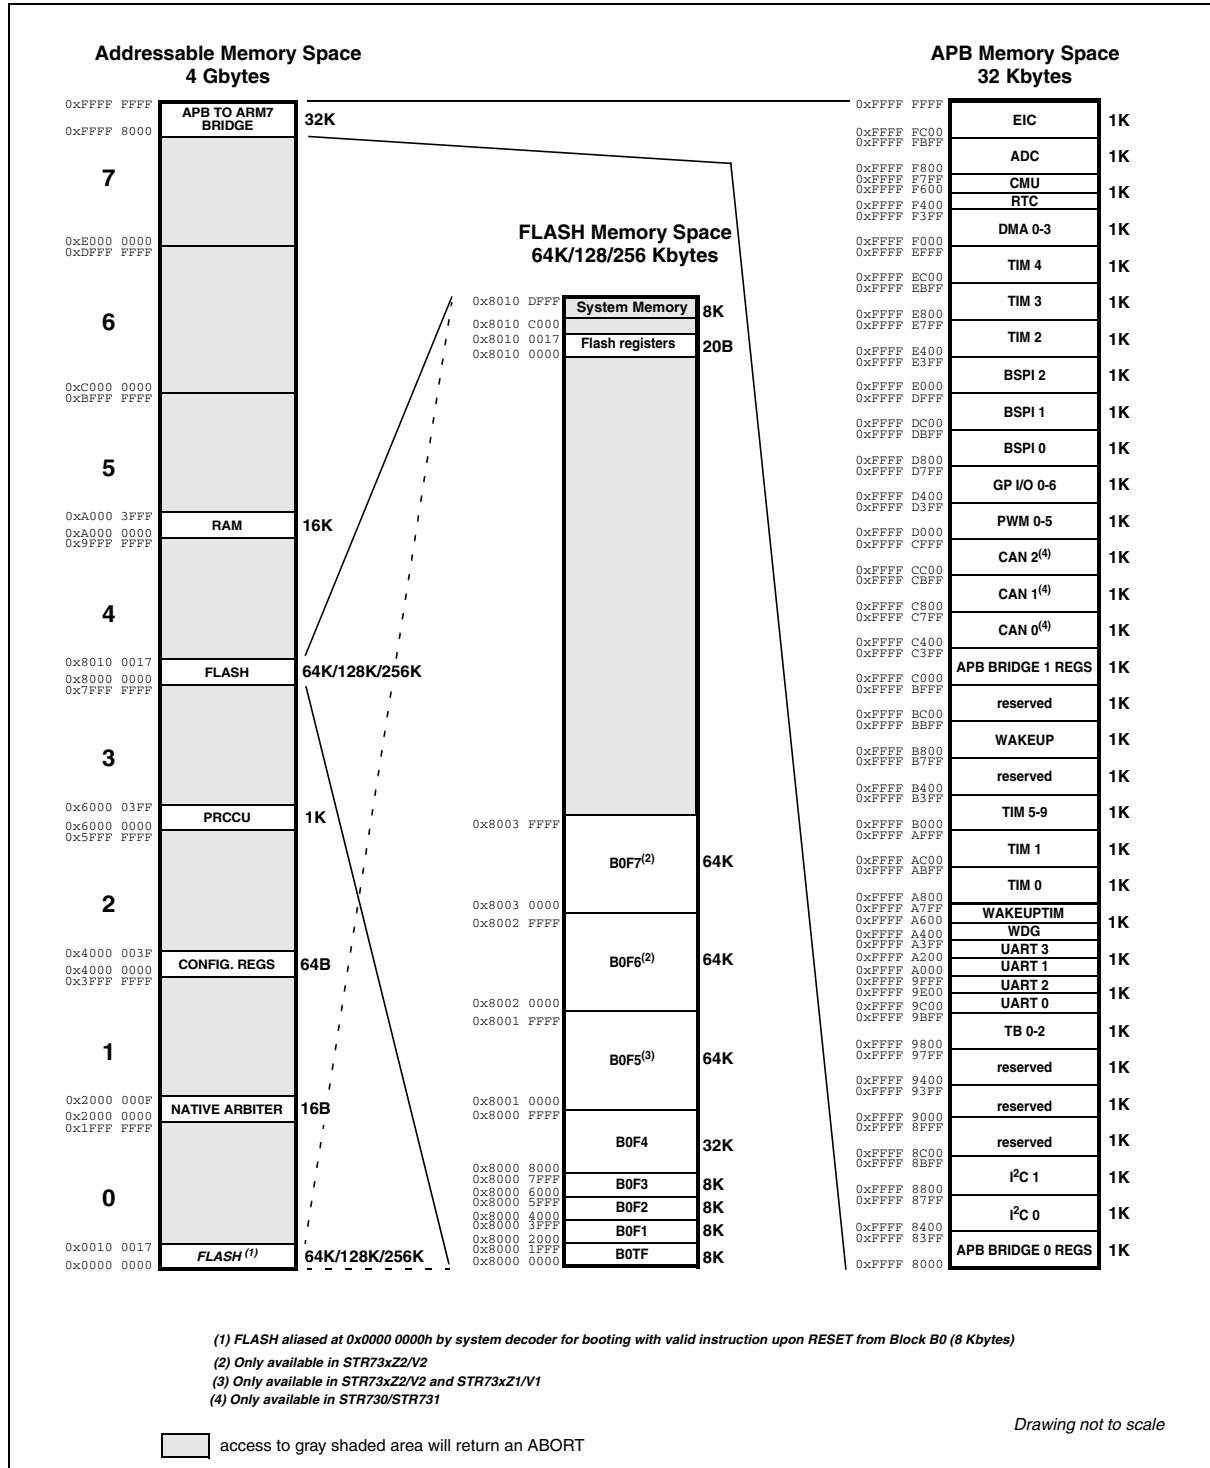 Addressable Memory Space
4 Gbytes
0xFFFF FFFF
APB TO ARM7
BRIDGE
32K
0xFFFF 8000
7
0xE000 0000
0xDFFF FFFF
6
0xC000 0000
0xBFFF FFFF
5
0xA000 3FFF
RAM
16K
0xA000 0000
0x9FFF FFFF
4
0x8010 0017
FLASH
64K/128K/256K
0x8000 0000
0x7FFF FFFF
3
0x6000 03FF
PRCCU
1K
0x6000 0000
0x5FFF FFFF
2
0x4000 003F
CONFIG. REGS
64B
0x4000 0000
0x3FFF FFFF
1
0x2000 000F
NATIVE ARBITER
16B
0x2000 0000
0x1FFF FFFF
0
0x0010 0017
FLASH (1)
64K/128K/256K
0x0000 0000
FLASH Memory Space
64K/128/256 Kbytes
0x8010 DFFF
System Memory
8K
0x8010 C000
0x8010 0017
Flash registers
20B
0x8010 0000
0x8003 FFFF
B0F7(2)
64K
0x8003 0000
0x8002 FFFF
B0F6(2)
64K
0x8002 0000
0x8001 FFFF
B0F5(3)
64K
0x8001 0000
0x8000 FFFF
B0F4
32K
0x8000 8000
0x8000 7FFF
B0F3
8K
0x8000 6000
0x8000 5FFF
B0F2
8K
0x8000 4000
0x8000 3FFF
B0F1
8K
0x8000 2000
0x8000 1FFF
B0TF
8K
0x8000 0000
APB Memory Space
32 Kbytes
0xFFFF FFFF
EIC
1K
0xFFFF FC00
0xFFFF FBFF
ADC
1K
0xFFFF F800
0xFFFF F7FF
CMU
0xFFFF F600
1K
RTC
0xFFFF F400
0xFFFF F3FF
DMA 0-3
1K
0xFFFF F000
0xFFFF EFFF
TIM 4
1K
0xFFFF EC00
0xFFFF EBFF
TIM 3
1K
0xFFFF E800
0xFFFF E7FF
TIM 2
1K
0xFFFF E400
0xFFFF E3FF
BSPI 2
1K
0xFFFF E000
0xFFFF DFFF
BSPI 1
1K
0xFFFF DC00
0xFFFF DBFF
BSPI 0
1K
0xFFFF D800
0xFFFF D7FF
GP I/O 0-6
1K
0xFFFF D400
0xFFFF D3FF
PWM 0-5
1K
0xFFFF D000
0xFFFF CFFF
CAN 2(4)
1K
0xFFFF CC00
0xFFFF CBFF
CAN 1(4)
1K
0xFFFF C800
0xFFFF C7FF
CAN 0(4)
1K
0xFFFF C400
0xFFFF C3FF
APB BRIDGE 1 REGS
1K
0xFFFF C000
0xFFFF BFFF
reserved
1K
0xFFFF BC00
0xFFFF BBFF
WAKEUP
1K
0xFFFF B800
0xFFFF B7FF
reserved
1K
0xFFFF B400
0xFFFF B3FF
TIM 5-9
1K
0xFFFF B000
0xFFFF AFFF
TIM 1
1K
0xFFFF AC00
0xFFFF ABFF
TIM 0
1K
0xFFFF A800
0xFFFF A7FF
WAKEUPTIM
0xFFFF A600
1K
WDG
0xFFFF A400
0xFFFF A3FF
UART 3
0xFFFF A200
1K
UART 1
0xFFFF A000
0xFFFF 9FFF
UART 2
0xFFFF 9E00
1K
UART 0
0xFFFF 9C00
0xFFFF 9BFF
TB 0-2
1K
0xFFFF 9800
0xFFFF 97FF
reserved
1K
0xFFFF 9400
0xFFFF 93FF
reserved
1K
0xFFFF 9000
0xFFFF 8FFF
reserved
1K
0xFFFF 8C00
0xFFFF 8BFF
I2C 1
1K
0xFFFF 8800
0xFFFF 87FF
I2C 0
1K
0xFFFF 8400
0xFFFF 83FF
APB BRIDGE 0 REGS
1K
0xFFFF 8000
(1) FLASH aliased at 0x0000 0000h by system decoder for booting with valid instruction upon RESET from Block B0 (8 Kbytes)
(2) Only available in STR73xZ2/V2
(3) Only available in STR73xZ2/V2 and STR73xZ1/V1
(4) Only available in STR730/STR731
Drawing not to scale
access to gray shaded area will return an ABORT